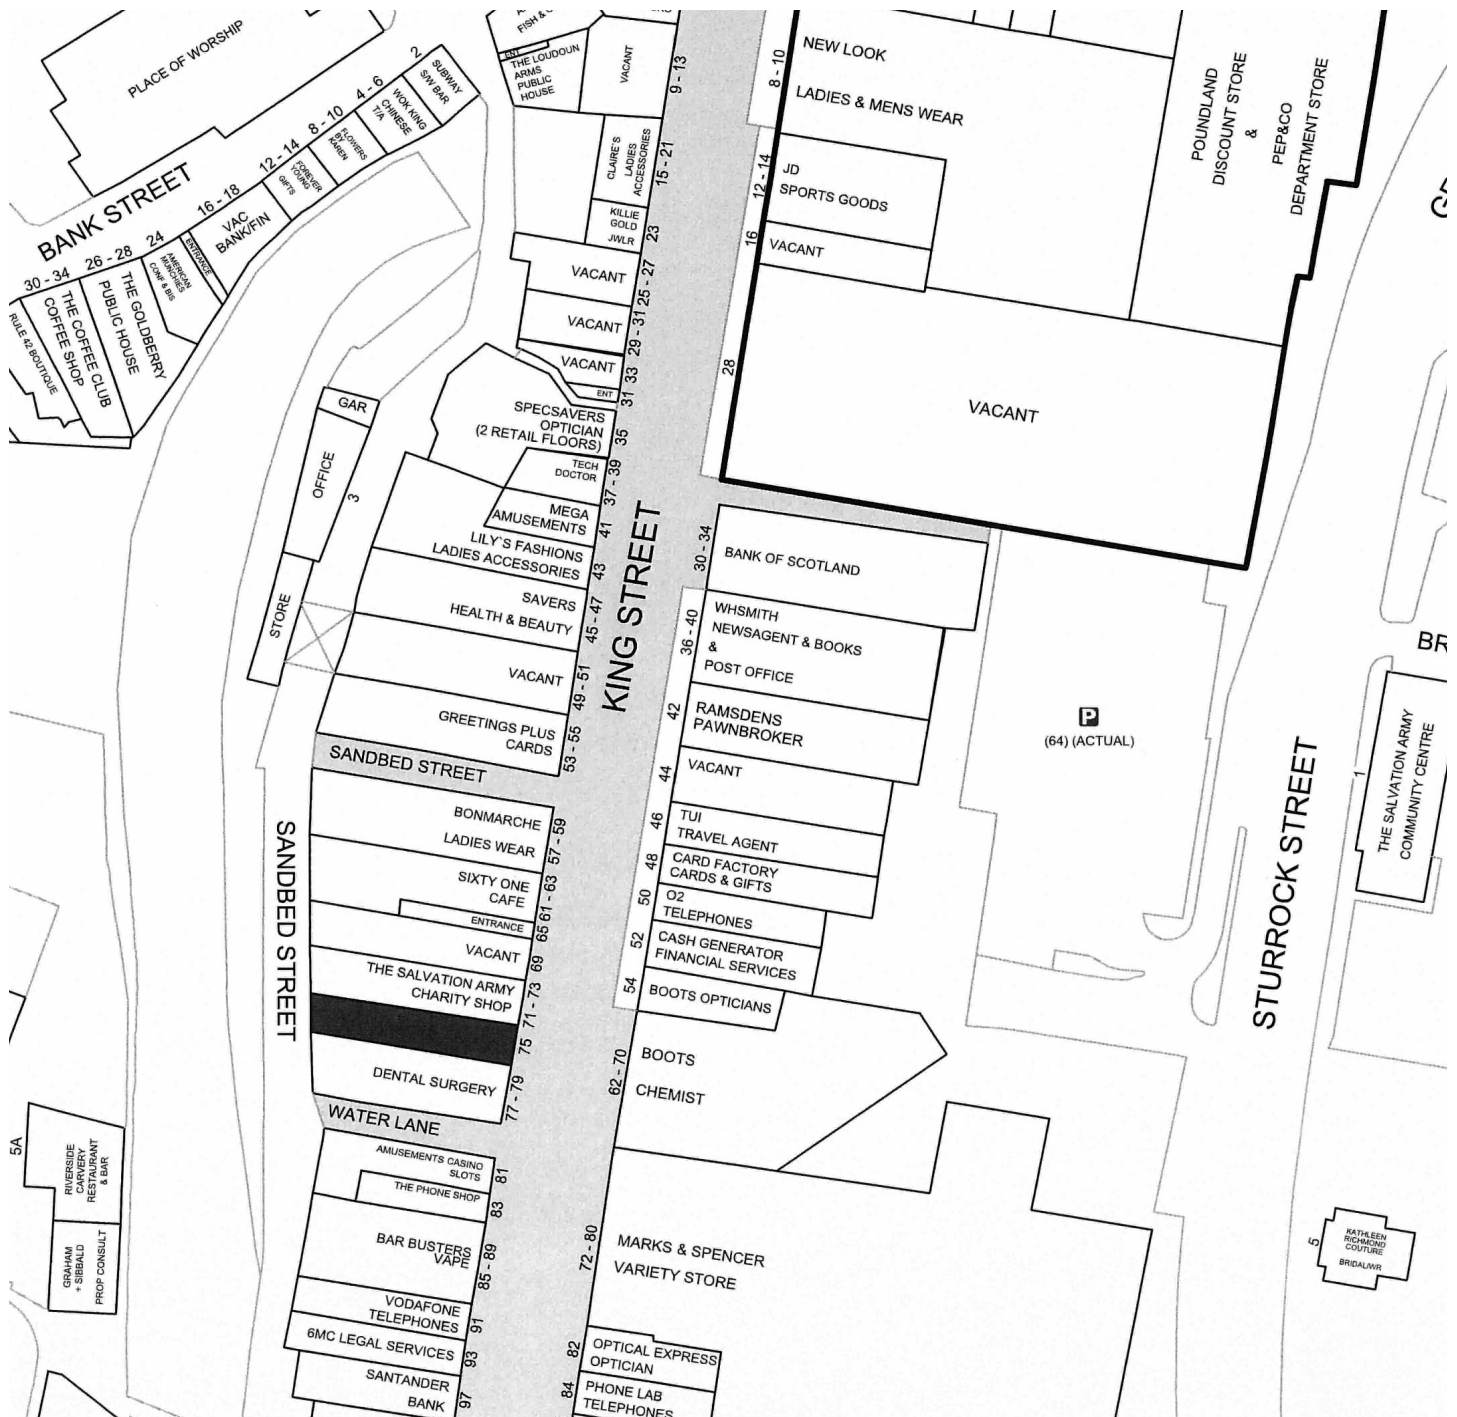 PLACE OF WORSHIP
BANK STREET
2
SUBWAY
S/W BAR
4 - 6
WOK KING
CHINESE
T/A
8 - 10
FLOWERS
BY
KAREN
12 - 14
FOREVER
YOUNG
GIFTS
16 - 18
VAC
BANK/FIN
ENTRANCE
24
AMERICAN
MUNCHIES
CONF & BIS
26 - 28
THE GOLDBERRY
PUBLIC HOUSE
30 - 34
THE COFFEE CLUB
COFFEE SHOP
RULE 42 BOUTIQUE
GAR
OFFICE
3
STORE
FISH &
ENT
THE LOUDOUN
ARMS
PUBLIC
HOUSE
VACANT
9 - 13
CLAIRE'S
LADIES
ACCESSORIES
15 - 21
KILLIE
GOLD
JWLR
23
VACANT
25 - 27
VACANT
29 - 31
VACANT
33
ENT
31
SPECSAVERS
OPTICIAN
(2 RETAIL FLOORS)
35
TECH
DOCTOR
37 - 39
MEGA
AMUSEMENTS
41
LILY`S FASHIONS
LADIES ACCESSORIES
43
SAVERS
HEALTH & BEAUTY
45 - 47
VACANT
49 - 51
GREETINGS PLUS
CARDS
53 - 55
KING STREET
SANDBED STREET
BONMARCHE
LADIES WEAR
57 - 59
SIXTY ONE
CAFE
61 - 63
ENTRANCE
65
VACANT
69
THE SALVATION ARMY
CHARITY SHOP
71 - 73
75
DENTAL SURGERY
77 - 79
SANDBED STREET
WATER LANE
AMUSEMENTS CASINO
SLOTS
81
THE PHONE SHOP
83
BAR BUSTERS
VAPE
85 - 89
VODAFONE
TELEPHONES
91
6MC LEGAL SERVICES
93
SANTANDER
BANK
97
5A
RIVERSIDE
CARVERY
RESTAURANT
& BAR
GRAHAM
+ SIBBALD
PROP CONSULT
8 - 10
NEW LOOK
LADIES & MENS WEAR
12 - 14
JD
SPORTS GOODS
16
VACANT
POUNDLAND
DISCOUNT STORE
&
PEP&CO
DEPARTMENT STORE
28
VACANT
30 - 34
BANK OF SCOTLAND
36 - 40
WHSMITH
NEWSAGENT & BOOKS
&
POST OFFICE
42
RAMSDENS
PAWNBROKER
44
VACANT
46
TUI
TRAVEL AGENT
48
CARD FACTORY
CARDS & GIFTS
50
O2
TELEPHONES
52
CASH GENERATOR
FINANCIAL SERVICES
54
BOOTS OPTICIANS
62 - 70
BOOTS
CHEMIST
72 - 80
MARKS & SPENCER
VARIETY STORE
82
OPTICAL EXPRESS
OPTICIAN
84
PHONE LAB
TELEPHONES
P
(64) (ACTUAL)
STURROCK STREET
BR
1
THE SALVATION ARMY
COMMUNITY CENTRE
5
KATHLEEN
RICHMOND
COUTURE
BRIDAL/WR